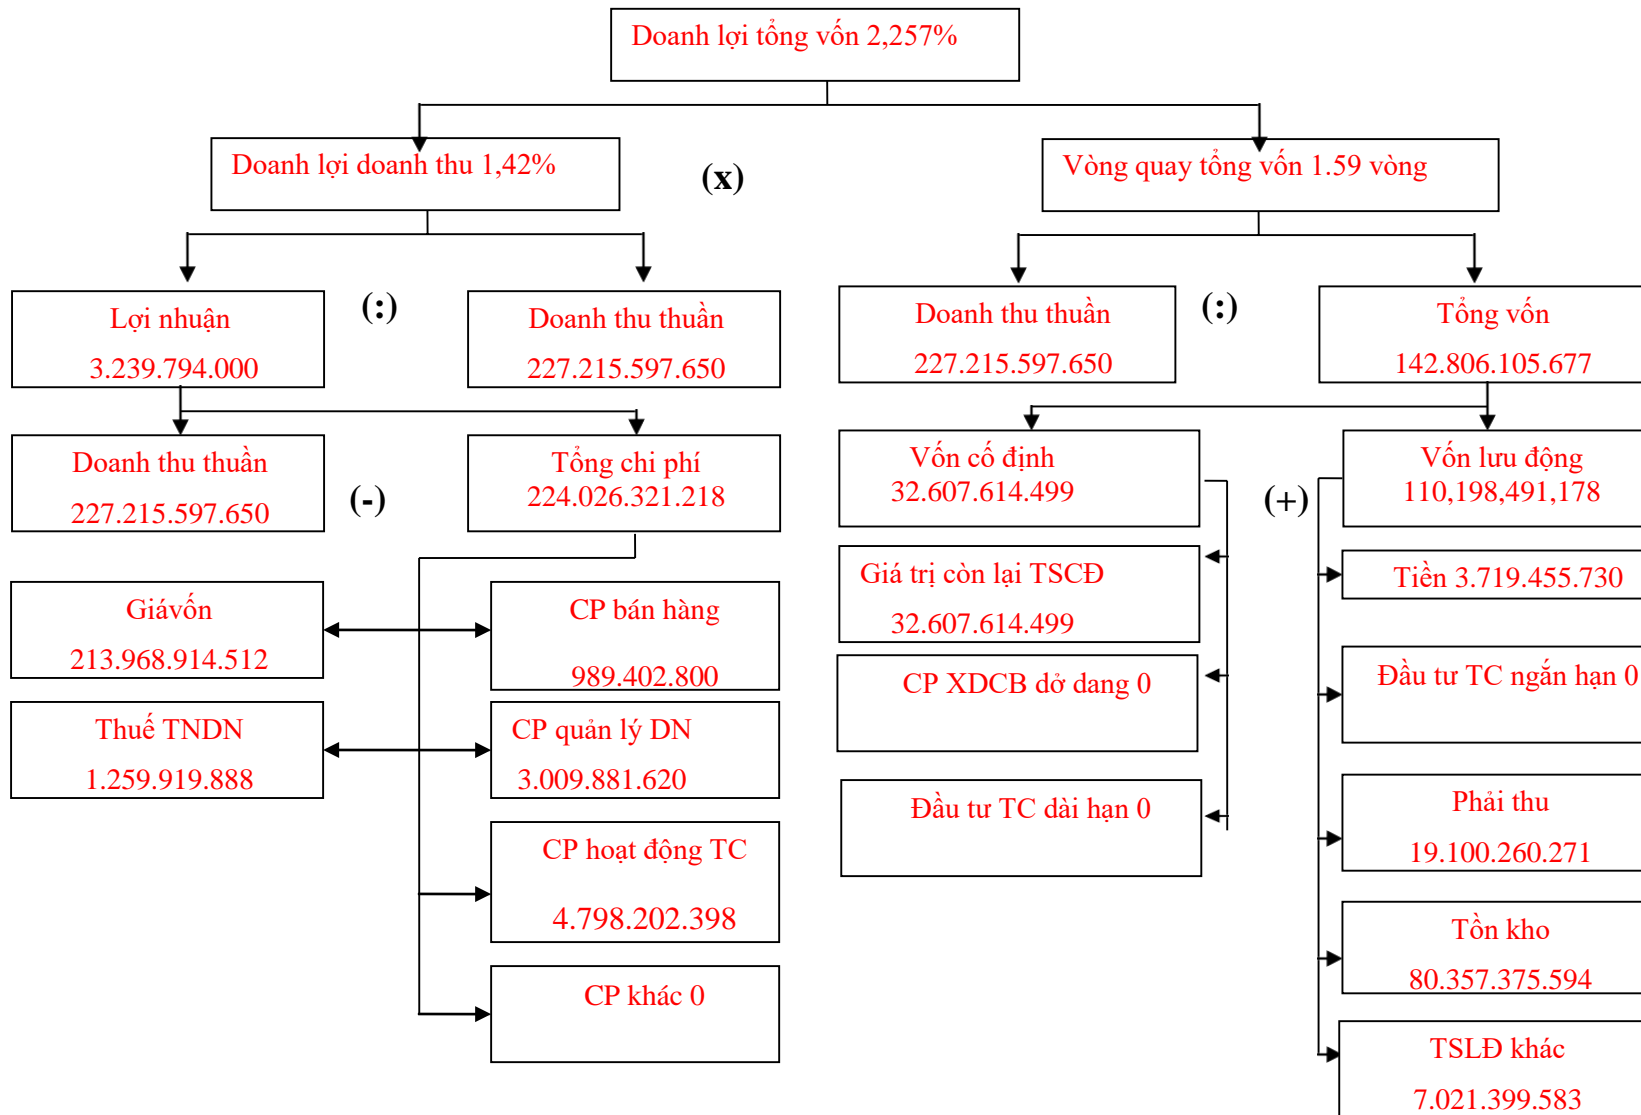 Doanh lợi tổng vốn 2,257%
Doanh lợi doanh thu 1,42%
(x)
Vòng quay tổng vốn 1.59 vòng
Lợi nhuận
3.239.794.000
(:)
Doanh thu thuần
227.215.597.650
Doanh thu thuần
227.215.597.650
(:)
Tổng vốn
142.806.105.677
Doanh thu thuần
227.215.597.650
(-)
Tổng chi phí
224.026.321.218
Vốn cố định
32.607.614.499
(+)
Vốn lưu động
110,198,491,178
Giávốn
213.968.914.512
CP bán hàng
989.402.800
Giá trị còn lại TSCĐ
32.607.614.499
Tiền 3.719.455.730
CP XDCB dở dang 0
Đầu tư TC ngắn hạn 0
Thuế TNDN
1.259.919.888
CP quản lý DN
3.009.881.620
Đầu tư TC dài hạn 0
Phải thu
19.100.260.271
CP hoạt động TC
4.798.202.398
Tồn kho
80.357.375.594
CP khác 0
TSLĐ khác
7.021.399.583